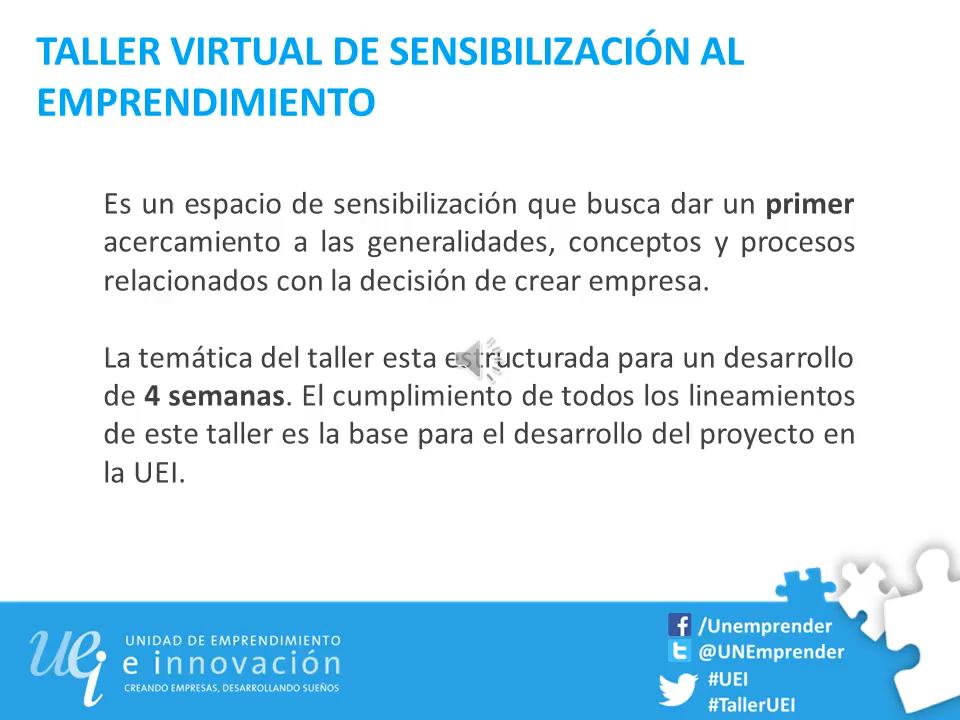 TALLER VIRTUAL DE SENSIBILIZACIÓN AL
EMPRENDIMIENTO
Es un espacio de sensibilización que busca dar un primer
acercamiento a las generalidades, conceptos y procesos
relacionados con la decisión de crear empresa.
La temática del taller esta estructurada para un desarrollo
de 4 semanas. El cumplimiento de todos los lineamientos
de este taller es la base para el desarrollo del proyecto en
la UEI.
uei
UNIDAD DE EMPRENDIMIENTO
e innovación
CREANDO EMPRESAS, DESARROLLANDO SUEÑOS
/Unemprender
@UNEmprender
#UEI
#TallerUEI